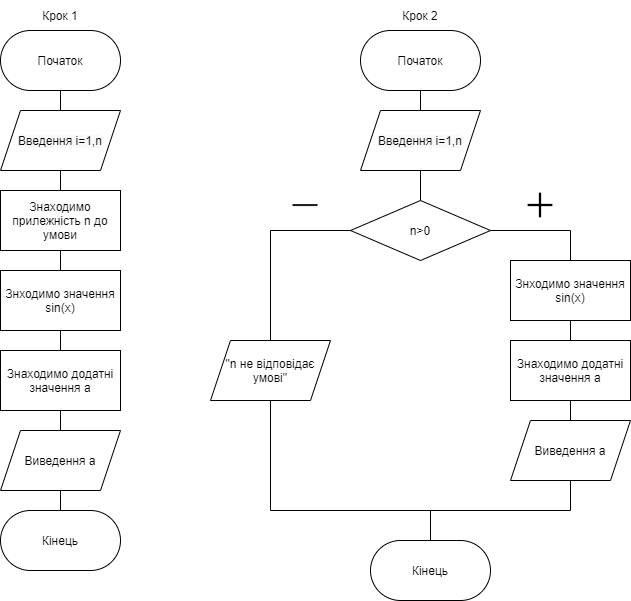 Крок 1
Початок
Введення i=1,n
Знаходимо
прилежність n до
умови
Знходимо значення
sin(x)
Знаходимо додатні
значення a
Виведення a
Кінець
Крок 2
Початок
Введення i=1,n
n>0
—
+
"n не відповідає
умові"
Знходимо значення
sin(x)
Знаходимо додатні
значення a
Виведення a
Кінець